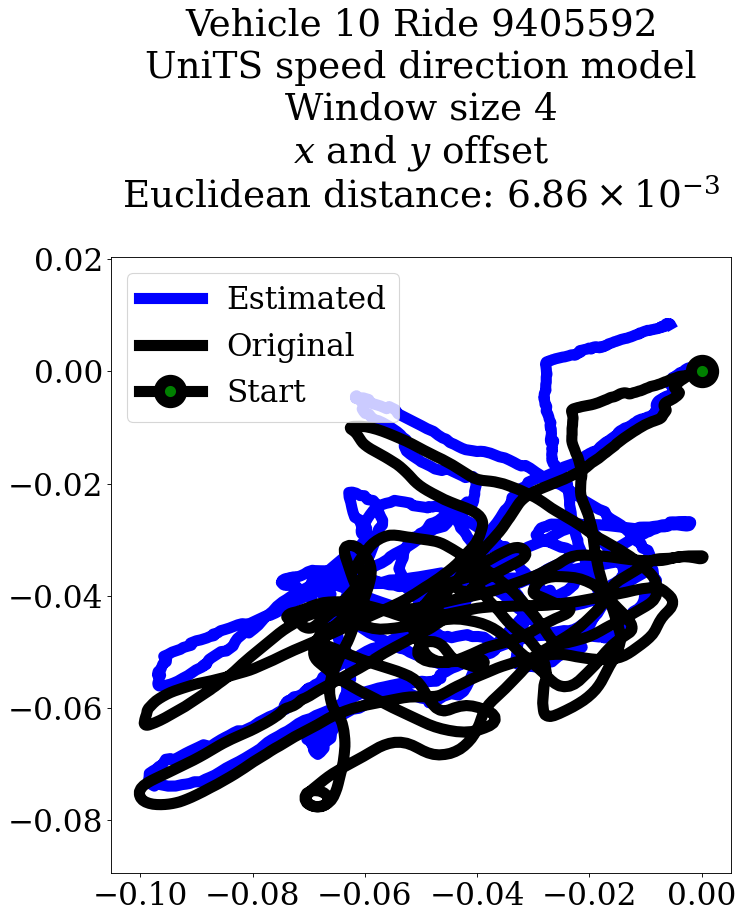 Vehicle 10 Ride 9405592
UniTS speed direction model
Window size 4
x and y offset
Euclidean distance: 6.86 × 10⁻³
0.02
0.00
−0.02
−0.04
−0.06
−0.08
Estimated
Original
Start
−0.10 −0.08 −0.06 −0.04 −0.02 0.00